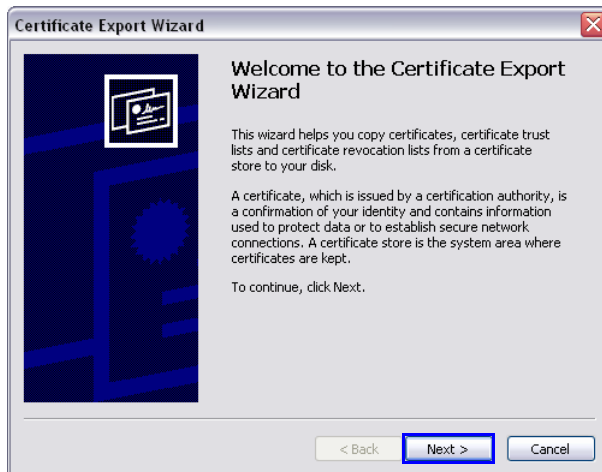 Certificate Export Wizard
Welcome to the Certificate Export
Wizard
This wizard helps you copy certificates, certificate trust
lists and certificate revocation lists from a certificate
store to your disk.
A certificate, which is issued by a certification authority, is
a confirmation of your identity and contains information
used to protect data or to establish secure network
connections. A certificate store is the system area where
certificates are kept.
To continue, click Next.
< Back Next > Cancel